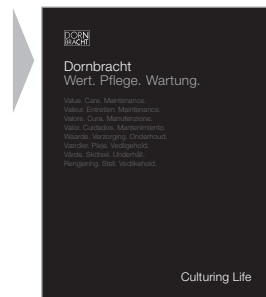 DORN
BRACHT
Dornbracht
Wert. Pflege. Wartung.
Value. Care. Maintenance.
Valeur. Entretien. Maintenance.
Valore. Cura. Manutenzione.
Valor. Cuidados. Mantenimiento.
Waarde. Verzorging. Onderhoud.
Værdier. Pleje. Vedligehold.
Värde. Skötsel. Underhåll.
Rengjøring. Stell. Vedlikehold.
Culturing Life